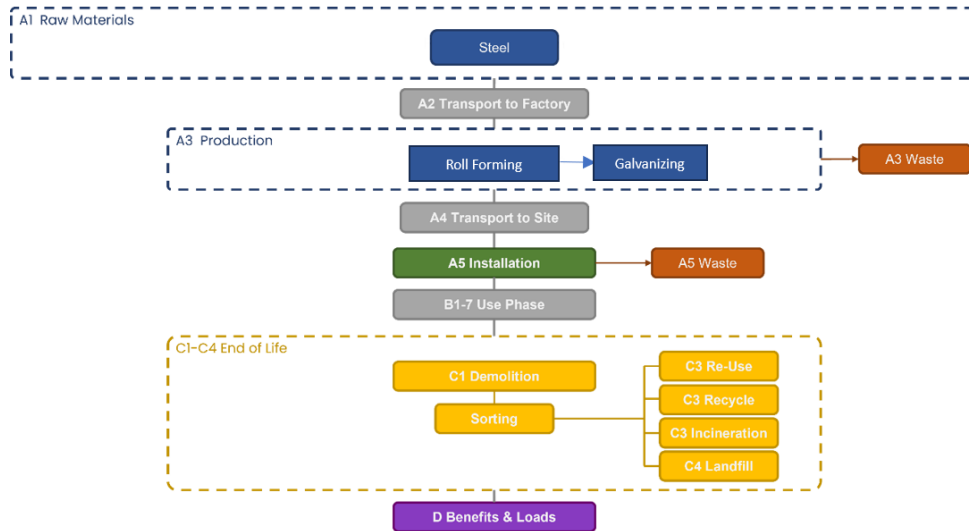 A1 Raw Materials
Steel
A2 Transport to Factory
A3 Production
Roll Forming
Galvanizing
A3 Waste
A4 Transport to Site
A5 Installation
A5 Waste
B1-7 Use Phase
C1-C4 End of Life
C1 Demolition
Sorting
C3 Re-Use
C3 Recycle
C3 Incineration
C4 Landfill
D Benefits & Loads